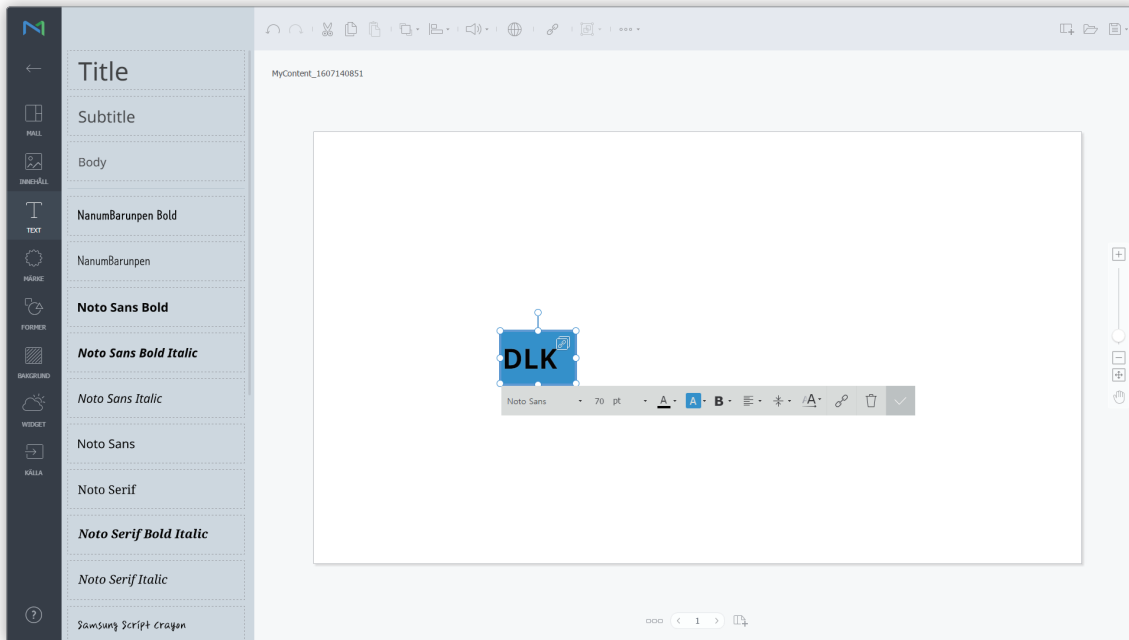 MyContent_1607140851
MALL
INNEHÅLL
TEXT
MÄRKE
FORMER
BAKGRUND
WIDGET
KÄLLA
?
Title
Subtitle
Body
NanumBarunpen Bold
NanumBarunpen
Noto Sans Bold
Noto Sans Bold Italic
Noto Sans Italic
Noto Sans
Noto Serif
Noto Serif Bold Italic
Noto Serif Italic
Samsung Script Crayon
DLK
Noto Sans 70 pt A A B AA
1